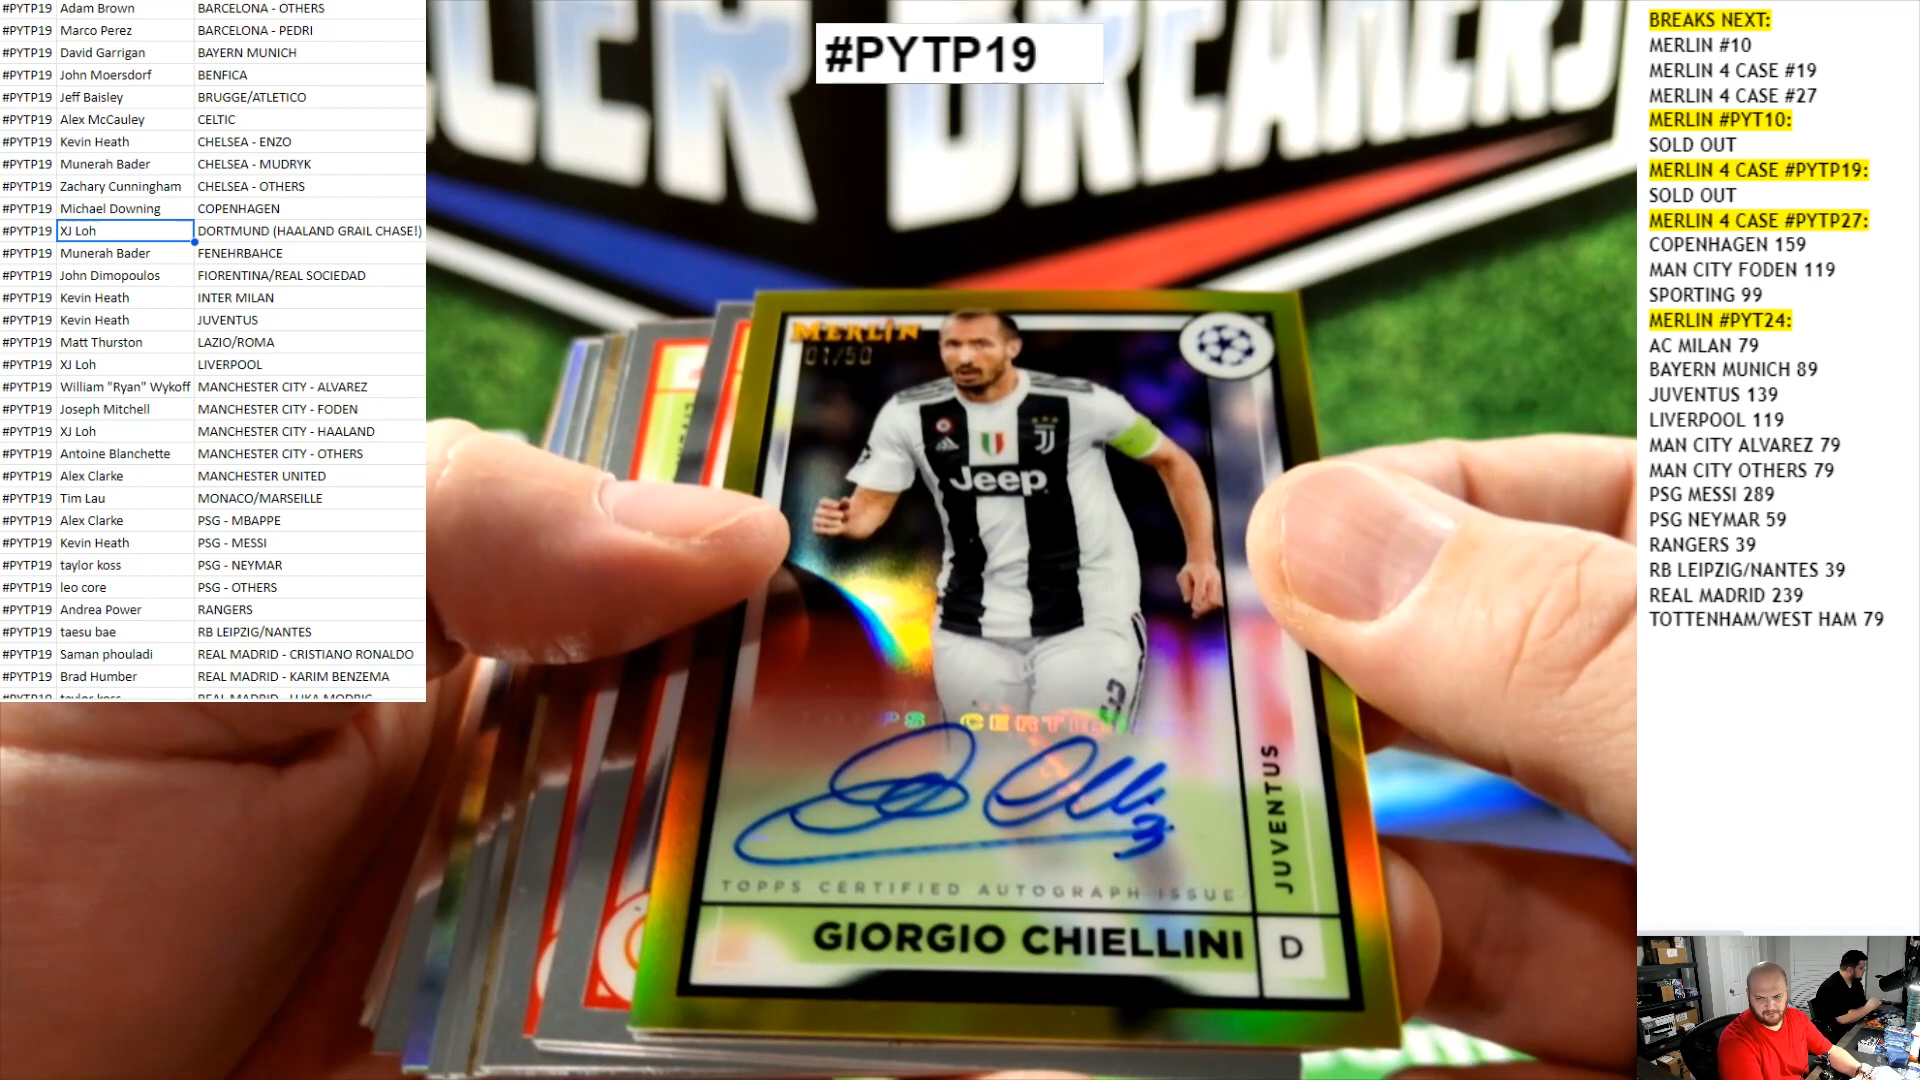 #PYTP19 Adam Brown BARCELONA - OTHERS
#PYTP19 Marco Perez BARCELONA - PEDRI
#PYTP19 David Garrigan BAYERN MUNICH
#PYTP19 John Moersdorf BENFICA
#PYTP19 Jeff Baisley BRUGGE/ATLETICO
#PYTP19 Alex McCauley CELTIC
#PYTP19 Kevin Heath CHELSEA - ENZO
#PYTP19 Munerah Bader CHELSEA - MUDRYK
#PYTP19 Zachary Cunningham CHELSEA - OTHERS
#PYTP19 Michael Downing COPENHAGEN
#PYTP19 XJ Loh DORTMUND (HAALAND GRAIL CHASE!)
#PYTP19 Munerah Bader FENEHRBAHCE
#PYTP19 John Dimopoulos FIORENTINA/REAL SOCIEDAD
#PYTP19 Kevin Heath INTER MILAN
#PYTP19 Kevin Heath JUVENTUS
#PYTP19 Matt Thurston LAZIO/ROMA
#PYTP19 XJ Loh LIVERPOOL
#PYTP19 William "Ryan" Wykoff MANCHESTER CITY - ALVAREZ
#PYTP19 Joseph Mitchell MANCHESTER CITY - FODEN
#PYTP19 XJ Loh MANCHESTER CITY - HAALAND
#PYTP19 Antoine Blanchette MANCHESTER CITY - OTHERS
#PYTP19 Alex Clarke MANCHESTER UNITED
#PYTP19 Tim Lau MONACO/MARSEILLE
#PYTP19 Alex Clarke PSG - MBAPPE
#PYTP19 Kevin Heath PSG - MESSI
#PYTP19 taylor koss PSG - NEYMAR
#PYTP19 leo core PSG - OTHERS
#PYTP19 Andrea Power RANGERS
#PYTP19 taesu bae RB LEIPZIG/NANTES
#PYTP19 Saman phouladi REAL MADRID - CRISTIANO RONALDO
#PYTP19 Brad Humber REAL MADRID - KARIM BENZEMA
#PYTP19 taylor koss REAL MADRID - LUKA MODRIC
#PYTP19
BREAKERS
MERLIN
01/50
Jeep
TOPPS CERTIFIED AUTOGRAPH ISSUE
JUVENTUS
GIORGIO CHIELLINI D
BREAKS NEXT:
MERLIN #10
MERLIN 4 CASE #19
MERLIN 4 CASE #27
MERLIN #PYT10:
SOLD OUT
MERLIN 4 CASE #PYTP19:
SOLD OUT
MERLIN 4 CASE #PYTP27:
COPENHAGEN 159
MAN CITY FODEN 119
SPORTING 99
MERLIN #PYT24:
AC MILAN 79
BAYERN MUNICH 89
JUVENTUS 139
LIVERPOOL 119
MAN CITY ALVAREZ 79
MAN CITY OTHERS 79
PSG MESSI 289
PSG NEYMAR 59
RANGERS 39
RB LEIPZIG/NANTES 39
REAL MADRID 239
TOTTENHAM/WEST HAM 79